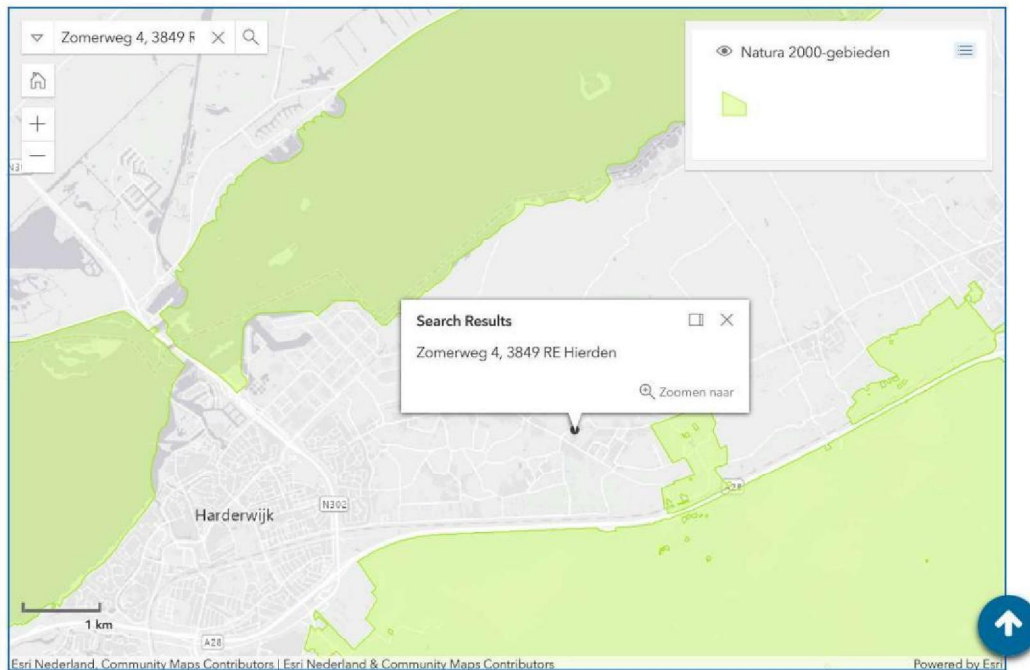 Zomerweg 4, 3849 R
Natura 2000-gebieden
Search Results
Zomerweg 4, 3849 RE Hierden
Zoomen naar
A28
N302
Harderwijk
1 km
A28
Esri Nederland, Community Maps Contributors | Esri Nederland & Community Maps Contributors
Powered by Esri